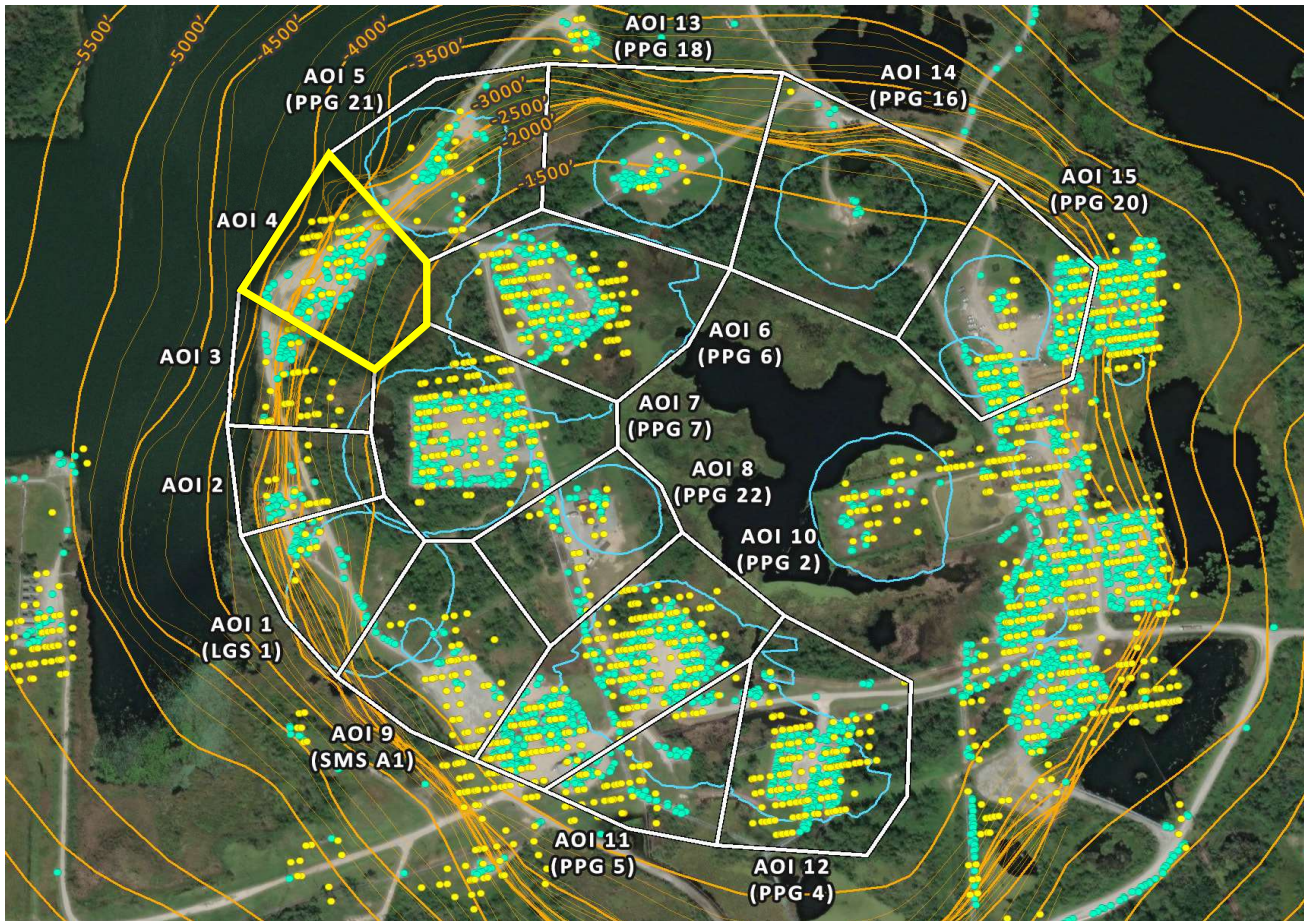 -5500'
-5000'
-4500'
-4000'
-3500'
-3000'
-2500'
-2000'
-1500'
AOI 13
(PPG 18)
AOI 14
(PPG 16)
AOI 5
(PPG 21)
AOI 15
(PPG 20)
AOI 4
AOI 3
AOI 6
(PPG 6)
AOI 7
(PPG 7)
AOI 2
AOI 8
(PPG 22)
AOI 10
(PPG 2)
AOI 1
(LGS 1)
AOI 9
(SMS A1)
AOI 11
(PPG 5)
AOI 12
(PPG 4)